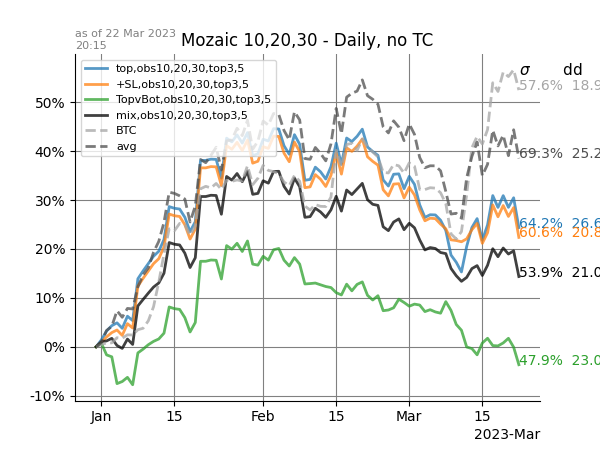 as of 22 Mar 2023
20:15
Mozaic 10,20,30 - Daily, no TC
σ dd
top,obs10,20,30,top3,5
+SL,obs10,20,30,top3,5
TopvBot,obs10,20,30,top3,5
mix,obs10,20,30,top3,5
BTC
avg
50%
40%
30%
20%
10%
0%
-10%
57.6% 18.9
69.3% 25.2
64.2% 26.6
60.6% 20.8
53.9% 21.0
47.9% 23.0
Jan 15 Feb 15 Mar 15
2023-Mar